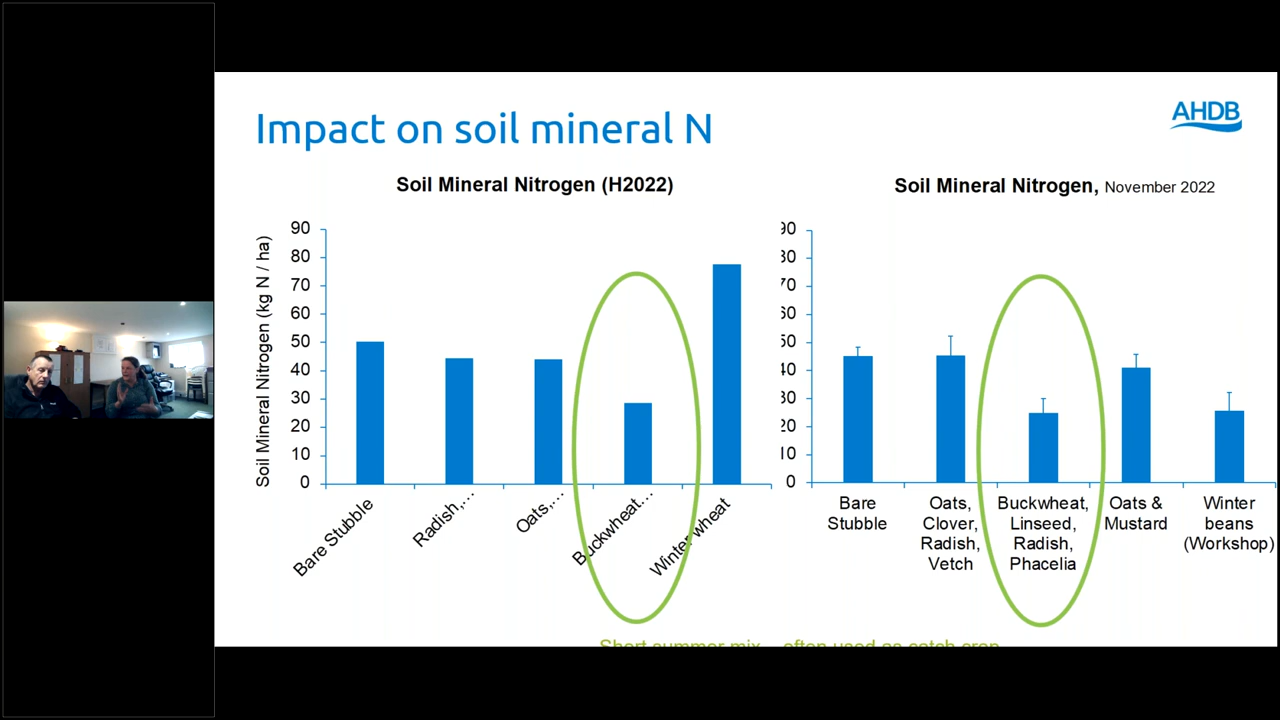 Impact on soil mineral N
AHDB
Soil Mineral Nitrogen (H2022)
Soil Mineral Nitrogen (kg N / ha)
90
80
70
60
50
40
30
20
10
0
Bare Stubble
Radish,...
Oats,...
Buckwheat...
Winter wheat
Soil Mineral Nitrogen, November 2022
90
80
70
60
50
40
30
20
10
0
Bare
Stubble
Oats,
Clover,
Radish,
Vetch
Buckwheat,
Linseed,
Radish,
Phacelia
Oats &
Mustard
Winter
beans
(Workshop)
Short summer mix – often used as catch crop